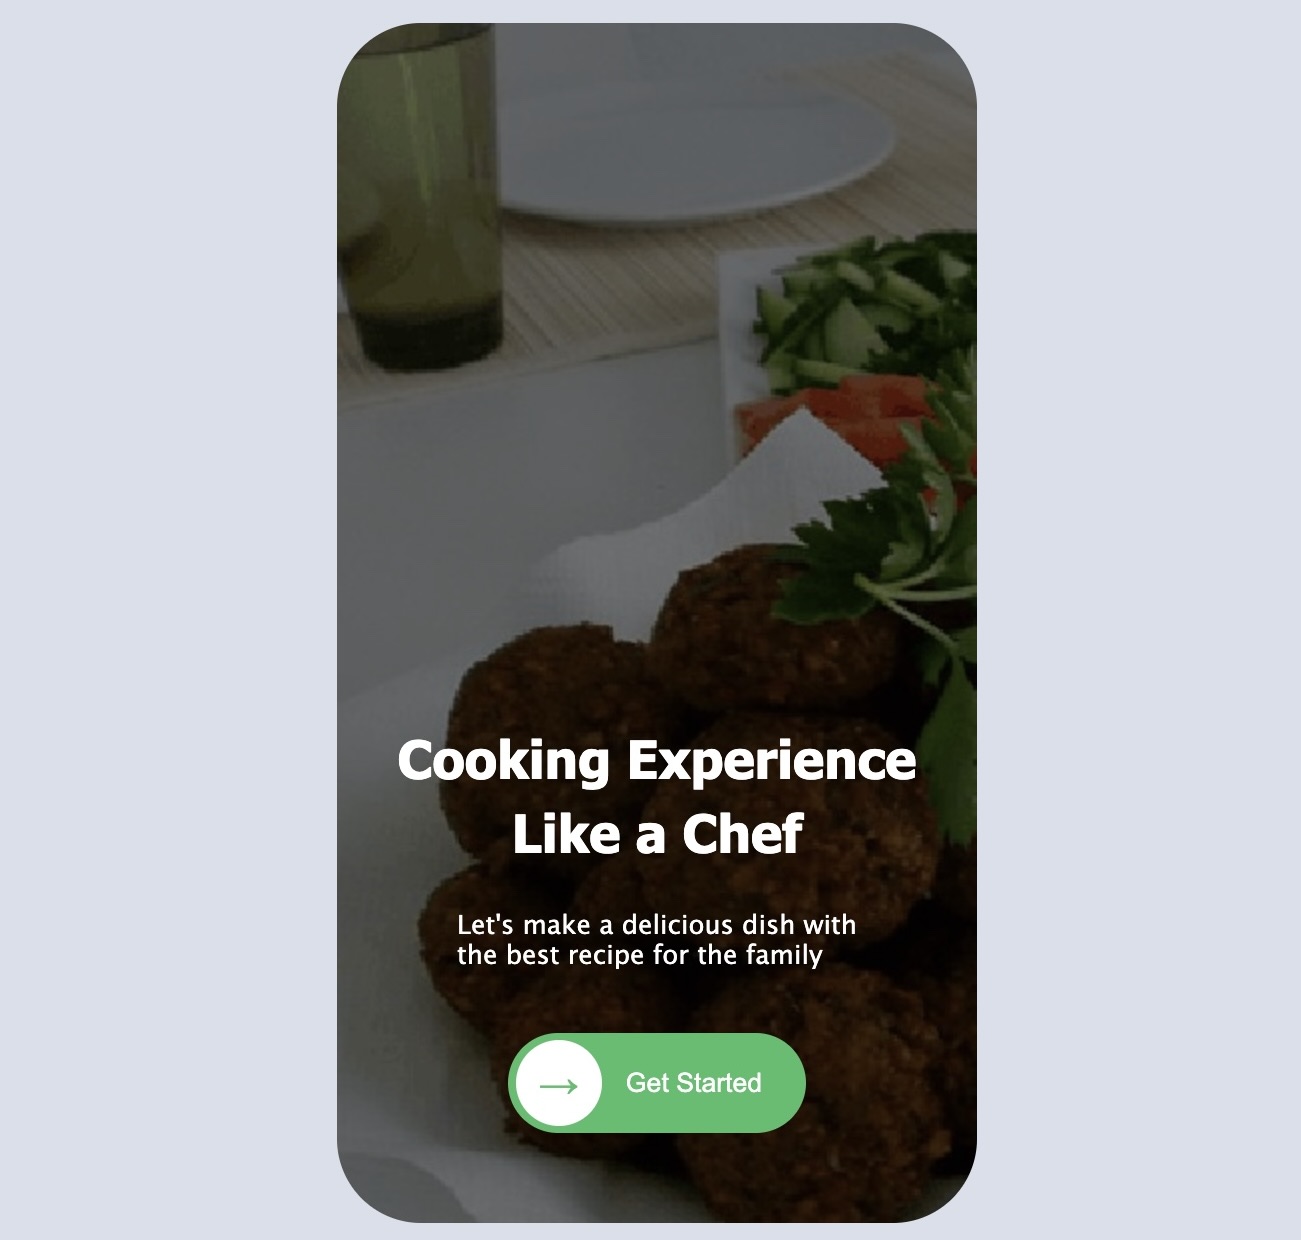 Cooking Experience
Like a Chef
Let's make a delicious dish with
the best recipe for the family
→ Get Started